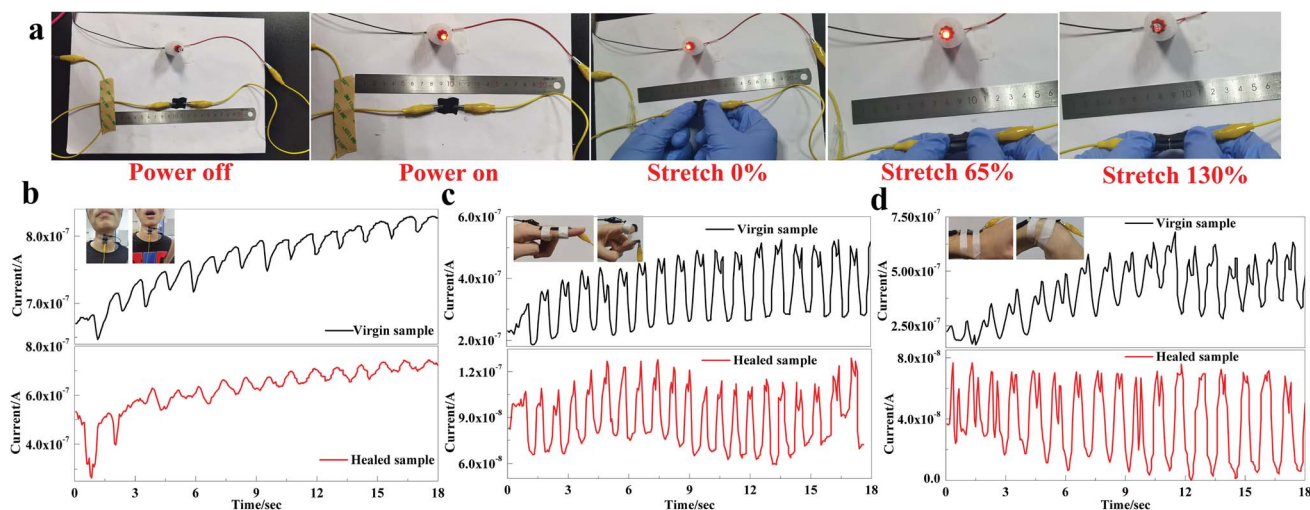 a
Power off
Power on
Stretch 0%
Stretch 65%
Stretch 130%
b
Current/A
8.0x10⁻⁷
7.0x10⁻⁷
Virgin sample
Current/A
8.0x10⁻⁷
6.0x10⁻⁷
4.0x10⁻⁷
Healed sample
0 3 6 9 12 15 18
Time/sec
c
Current/A
6.0x10⁻⁷
4.0x10⁻⁷
2.0x10⁻⁷
Virgin sample
Current/A
1.2x10⁻⁷
9.0x10⁻⁸
6.0x10⁻⁸
Healed sample
0 3 6 9 12 15 18
Time/sec
d
Current/A
7.50x10⁻⁷
5.00x10⁻⁷
2.50x10⁻⁷
Virgin sample
Current/A
8.0x10⁻⁸
4.0x10⁻⁸
0.0
Healed sample
0 3 6 9 12 15 18
Time/sec